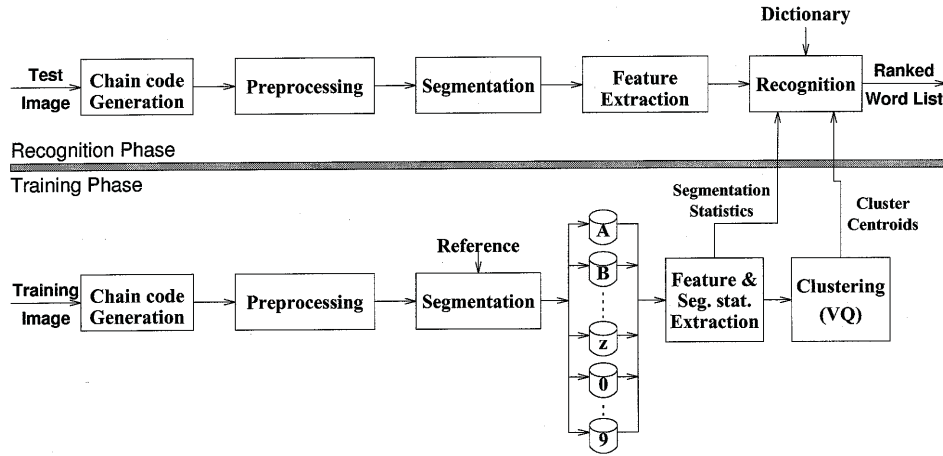 Dictionary
Test
Image
Chain code
Generation
Preprocessing
Segmentation
Feature
Extraction
Recognition
Ranked
Word List
Recognition Phase
Training Phase
Segmentation
Statistics
Cluster
Centroids
Reference
Training
Image
Chain code
Generation
Preprocessing
Segmentation
A
B
z
0
9
Feature &
Seg. stat.
Extraction
Clustering
(VQ)